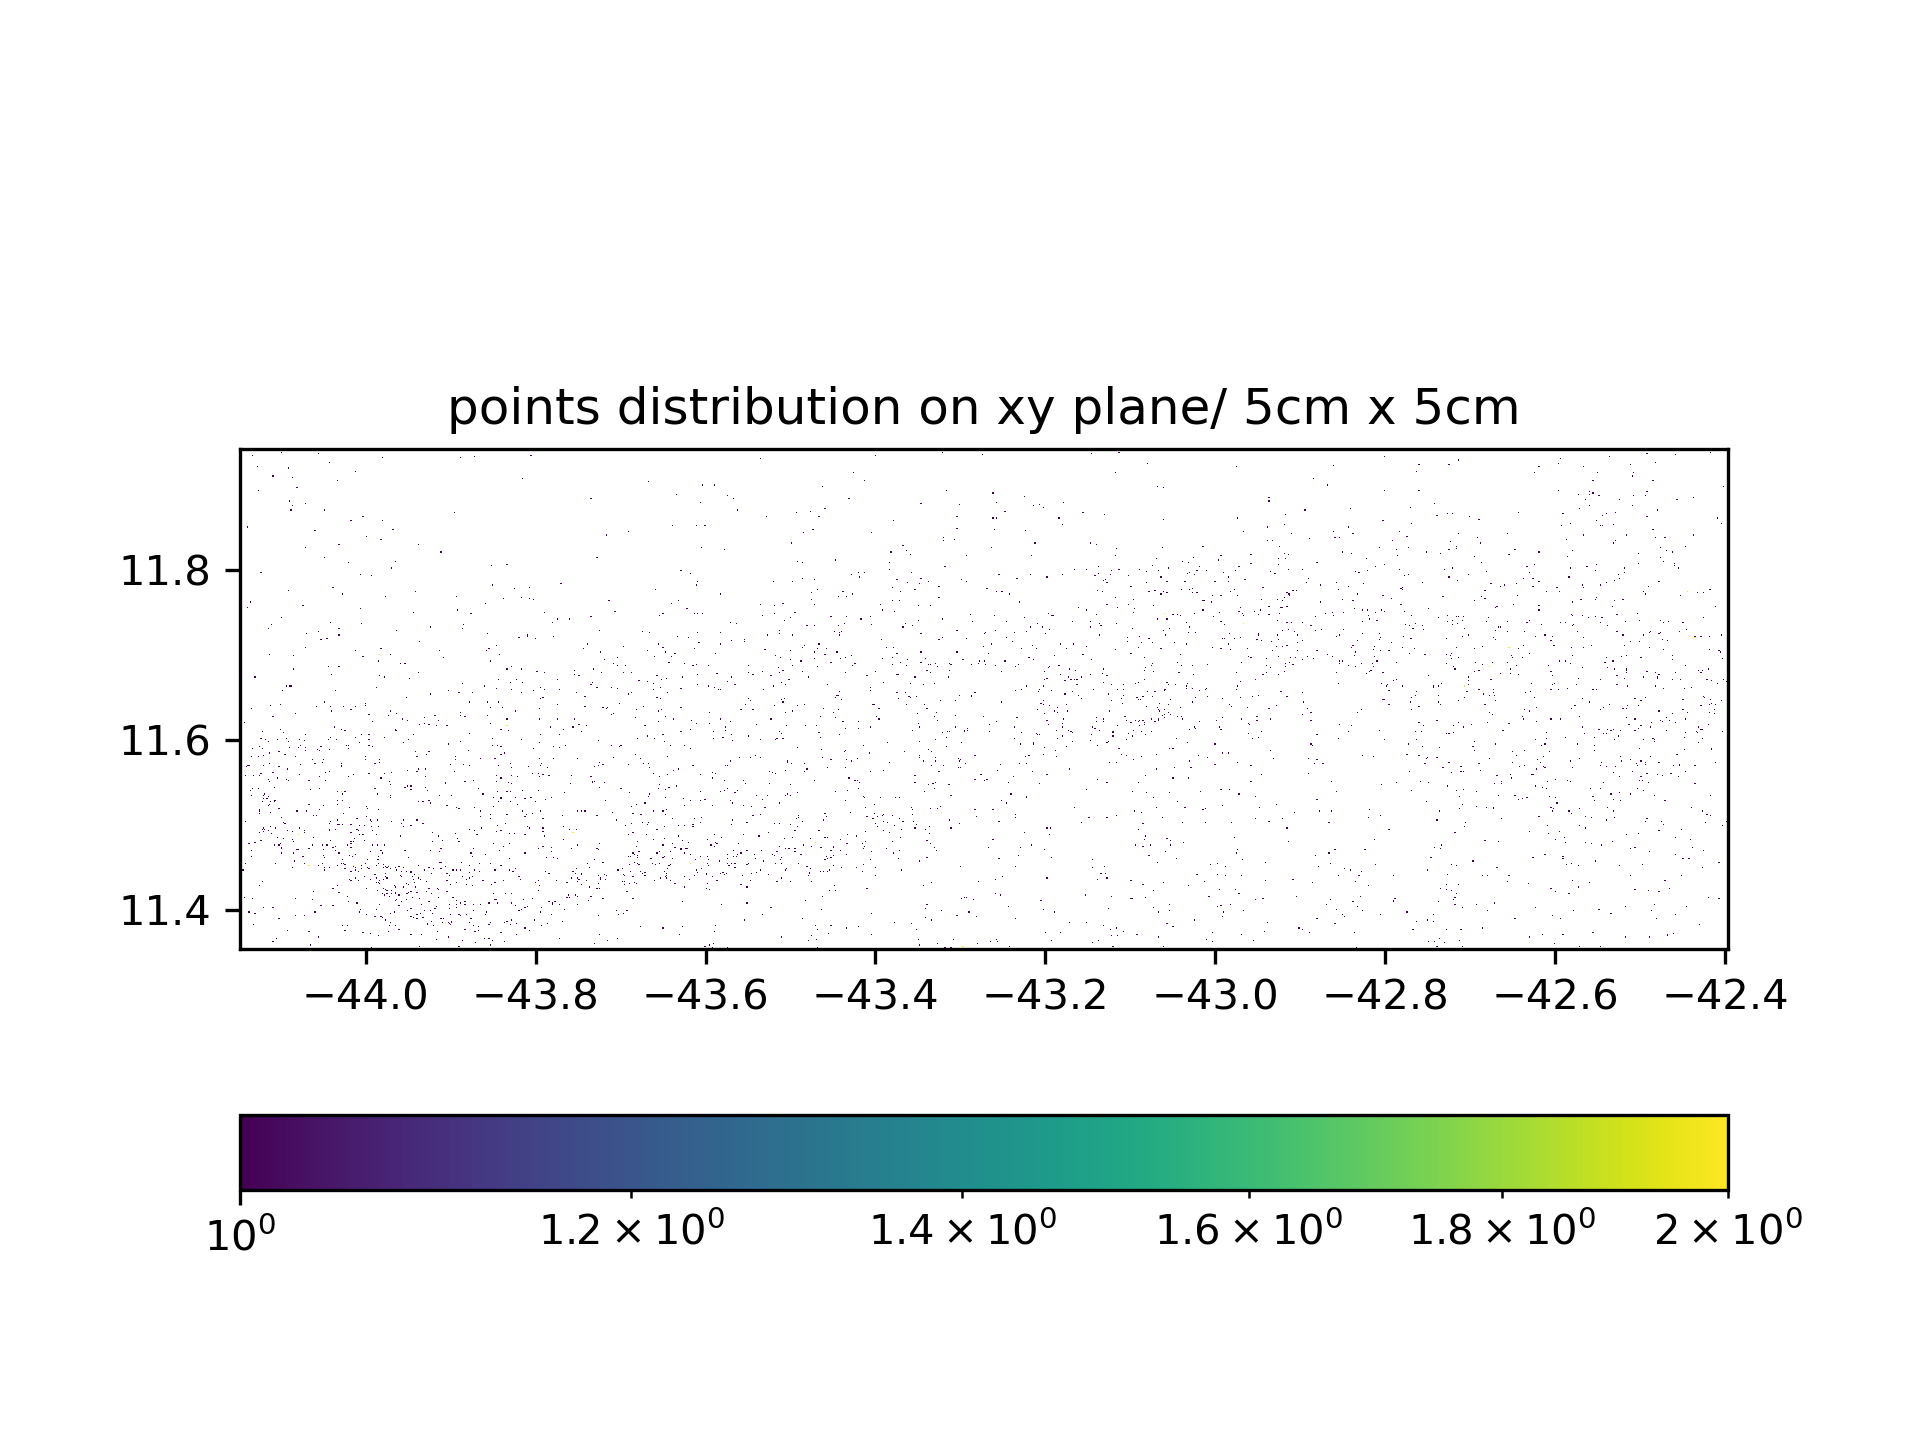 points distribution on xy plane/ 5cm x 5cm
11.8
11.6
11.4
−44.0 −43.8 −43.6 −43.4 −43.2 −43.0 −42.8 −42.6 −42.4
10⁰ 1.2 × 10⁰ 1.4 × 10⁰ 1.6 × 10⁰ 1.8 × 10⁰ 2 × 10⁰